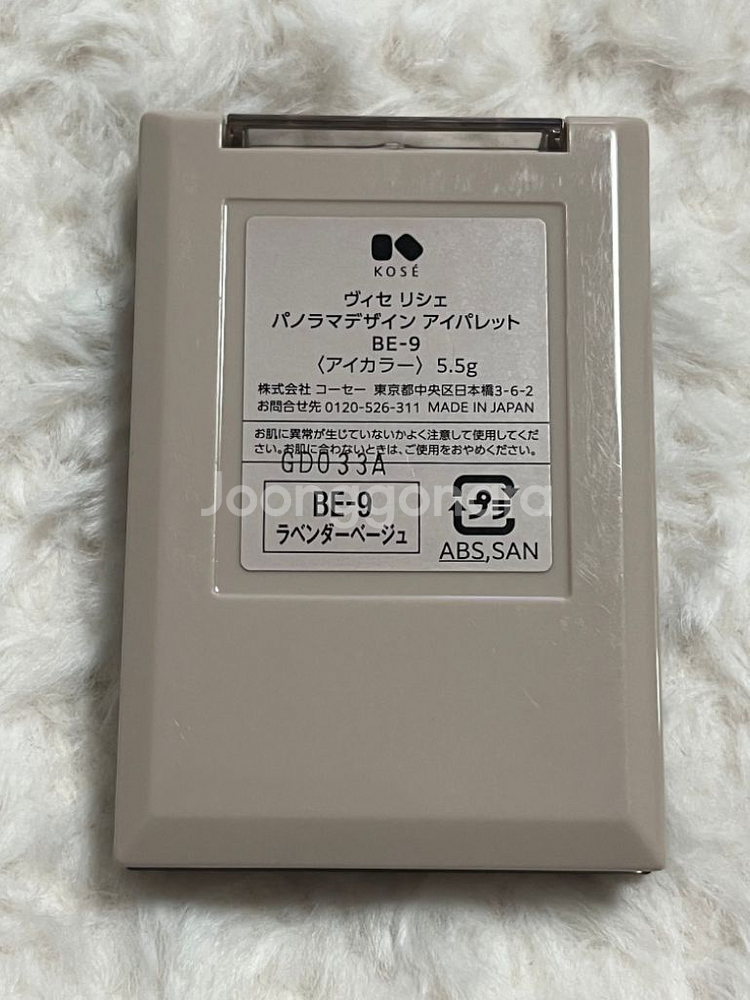 KOSÉ
ヴィセ リシェ
パノラマデザイン アイパレット
BE-9
〈アイカラー〉 5.5g
株式会社 コーセー 東京都中央区日本橋3-6-2
お問合せ先 0120-526-311 MADE IN JAPAN
お肌に異常が生じていないかよく注意して使用してくだ
さい。お肌に合わないときは、ご使用をおやめください。
GD033A
Joonggonara
BE-9
ラベンダーベージュ
プラ
ABS,SAN